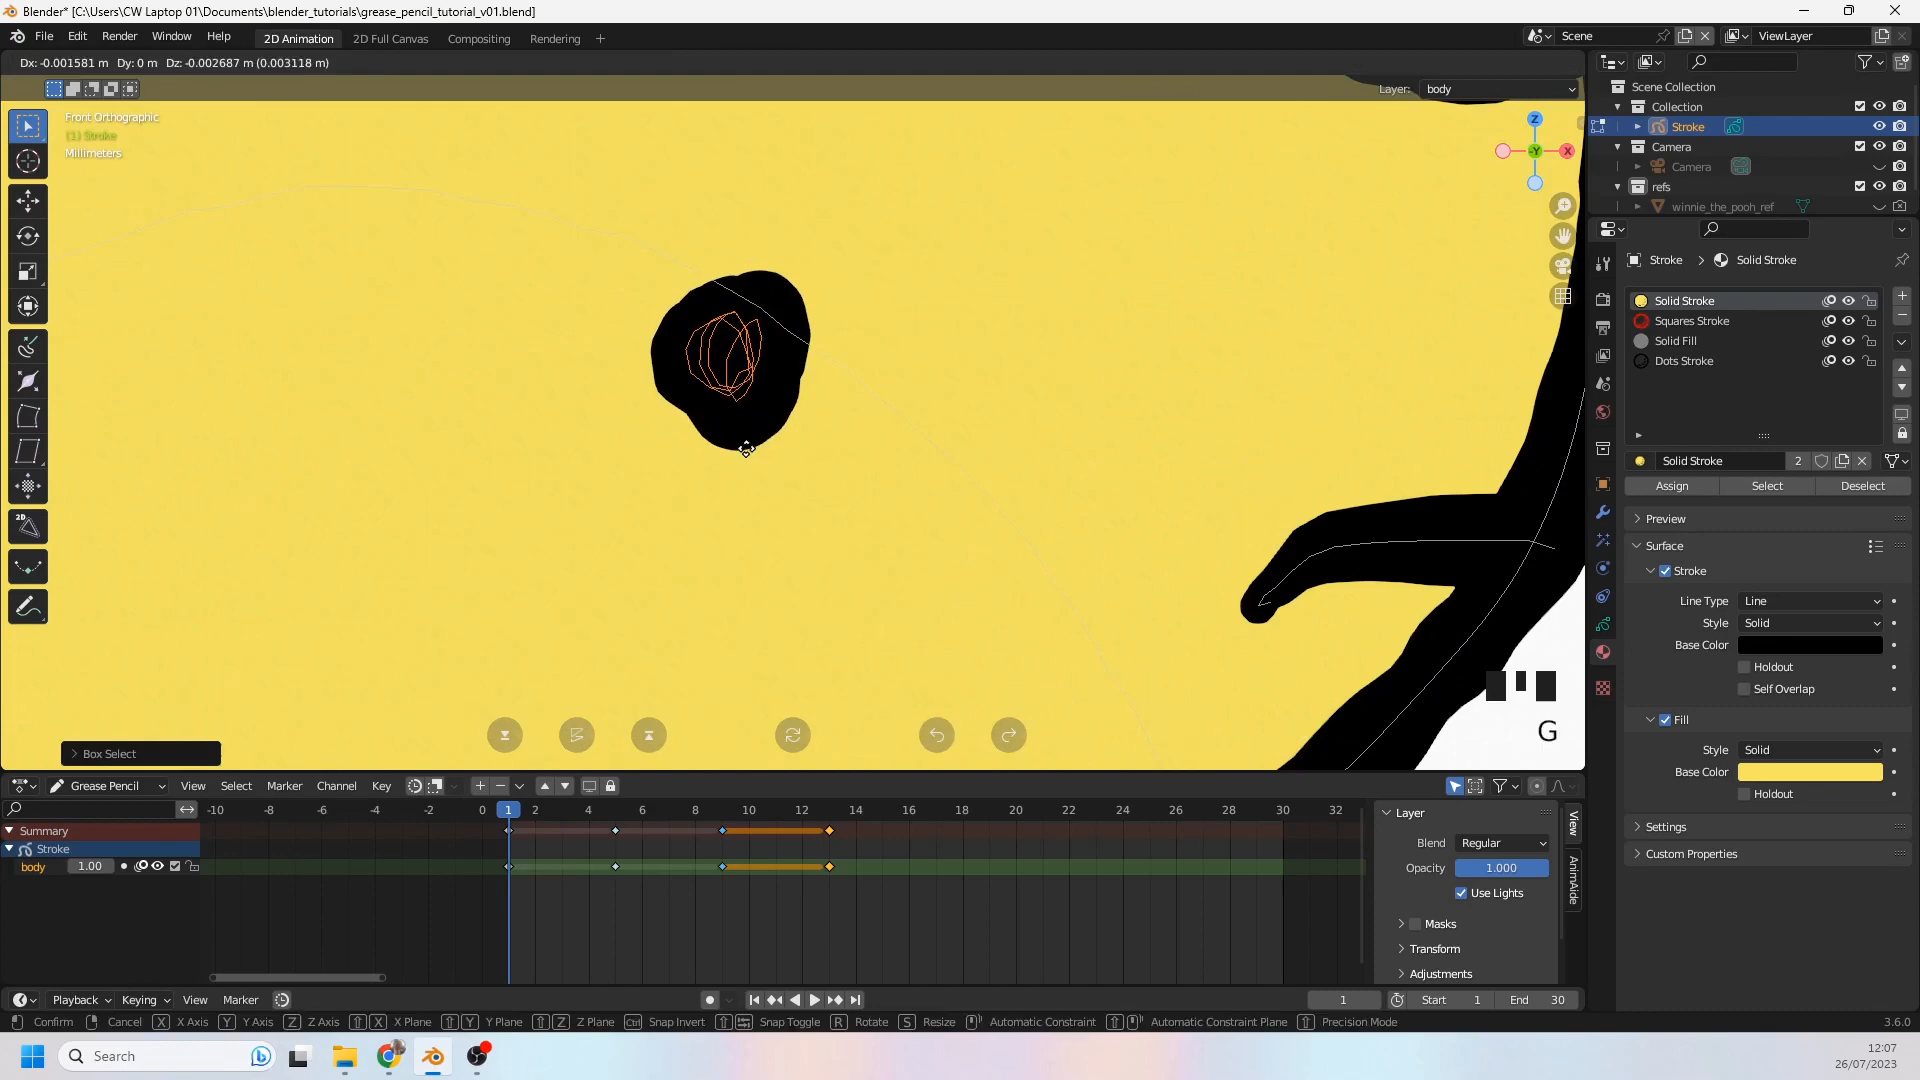 Blender* [C:\Users\CW Laptop 01\Documents\blender_tutorials\grease_pencil_tutorial_v01.blend]
File Edit Render Window Help 2D Animation 2D Full Canvas Compositing Rendering + Scene ViewLayer
Dx: -0.001581 m Dy: 0 m Dz: -0.002687 m (0.003118 m)
Layer: body
Front Orthographic
(1) Stroke
Millimeters
Z
-Y
X
2D
Scene Collection
Collection
Stroke
Camera
Camera
refs
winnie_the_pooh_ref
Stroke > Solid Stroke
Solid Stroke
Squares Stroke
Solid Fill
Dots Stroke
Solid Stroke 2
Assign Select Deselect
Preview
Surface
Stroke
Line Type Line
Style Solid
Base Color
Holdout
Self Overlap
Fill
Style Solid
Base Color
Holdout
Settings
Custom Properties
G
Box Select
Grease Pencil View Select Marker Channel Key
-10 -8 -6 -4 -2 0 1 2 4 6 8 10 12 14 16 18 20 22 24 26 28 30 32
Summary
Stroke
body 1.00
Layer
Blend Regular
Opacity 1.000
Use Lights
Masks
Transform
Adjustments
View
AnimAide
Playback Keying View Marker 1 Start 1 End 30
Confirm Cancel X X Axis Y Y Axis Z Z Axis X X Plane Y Y Plane Z Z Plane Ctrl Snap Invert Snap Toggle R Rotate S Resize Automatic Constraint Automatic Constraint Plane Precision Mode 3.6.0
Search
12:07
26/07/2023